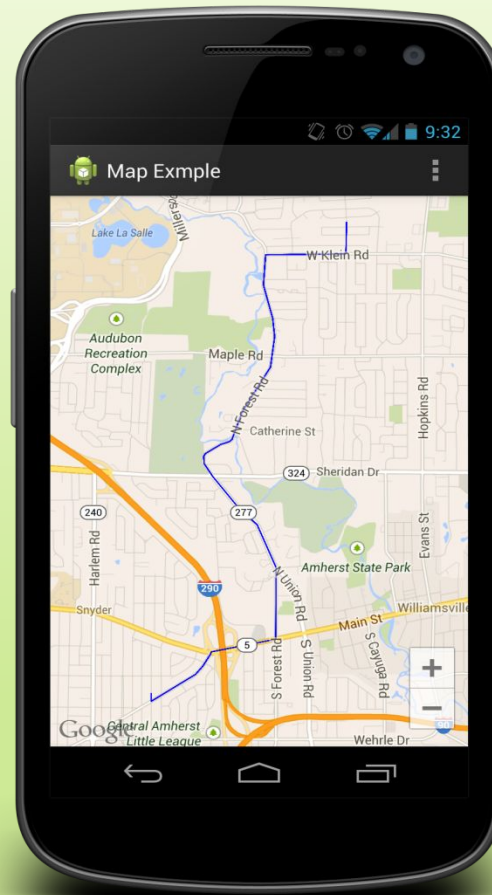 9:32
Map Exmple
Lake La Salle
Millersp
W Klein Rd
Audubon
Recreation
Complex
Maple Rd
N Forest Rd
Hopkins Rd
Catherine St
324
Sheridan Dr
240
277
Harlem Rd
Evans St
Amherst State Park
290
N Union Rd
Snyder
Williamsville
Main St
5
S Forest Rd
S Union Rd
S Cayuga Rd
+
−
Google
Central Amherst
Little League
90
Wehrle Dr